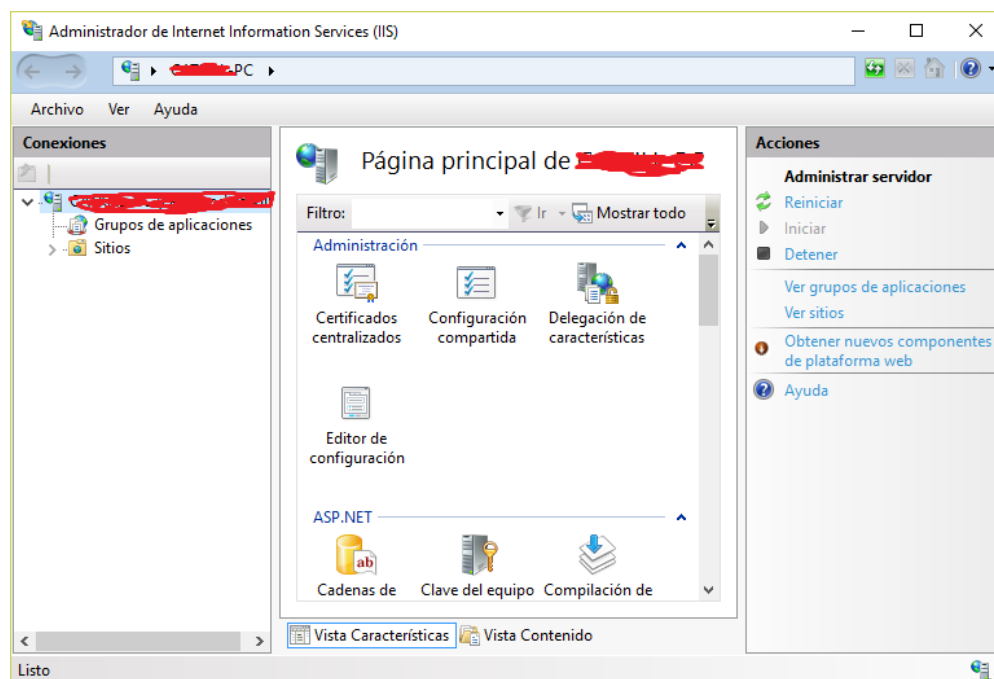 Administrador de Internet Information Services (IIS)
-PC
Archivo Ver Ayuda
Conexiones
Grupos de aplicaciones
Sitios
Página principal de
Filtro: Ir Mostrar todo
Administración
Certificados centralizados
Configuración compartida
Delegación de características
Editor de configuración
ASP.NET
Cadenas de
Clave del equipo
Compilación de
Vista Características Vista Contenido
Acciones
Administrar servidor
Reiniciar
Iniciar
Detener
Ver grupos de aplicaciones
Ver sitios
Obtener nuevos componentes
de plataforma web
Ayuda
Listo